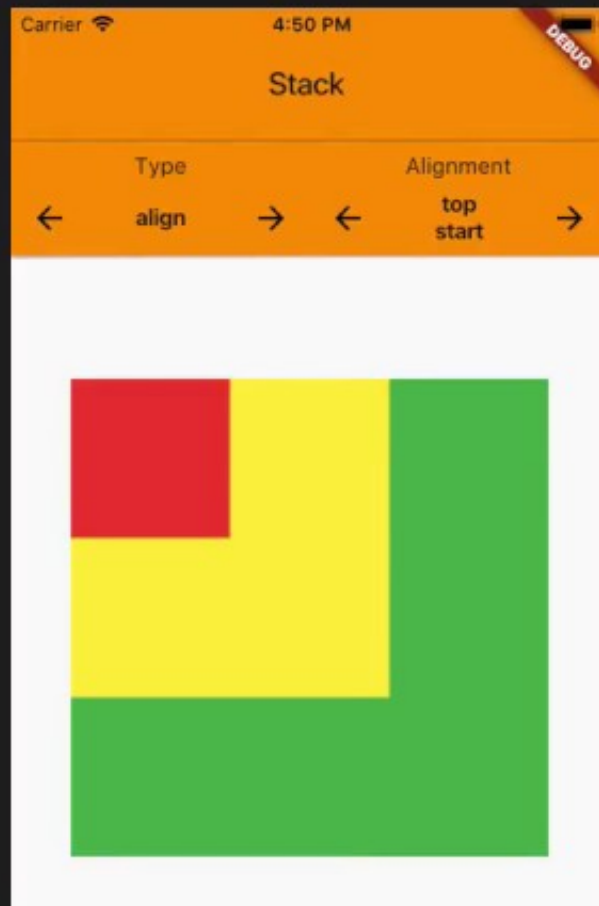 Carrier 4:50 PM
DEBUG
Stack
Type Alignment
← align → ← top start →